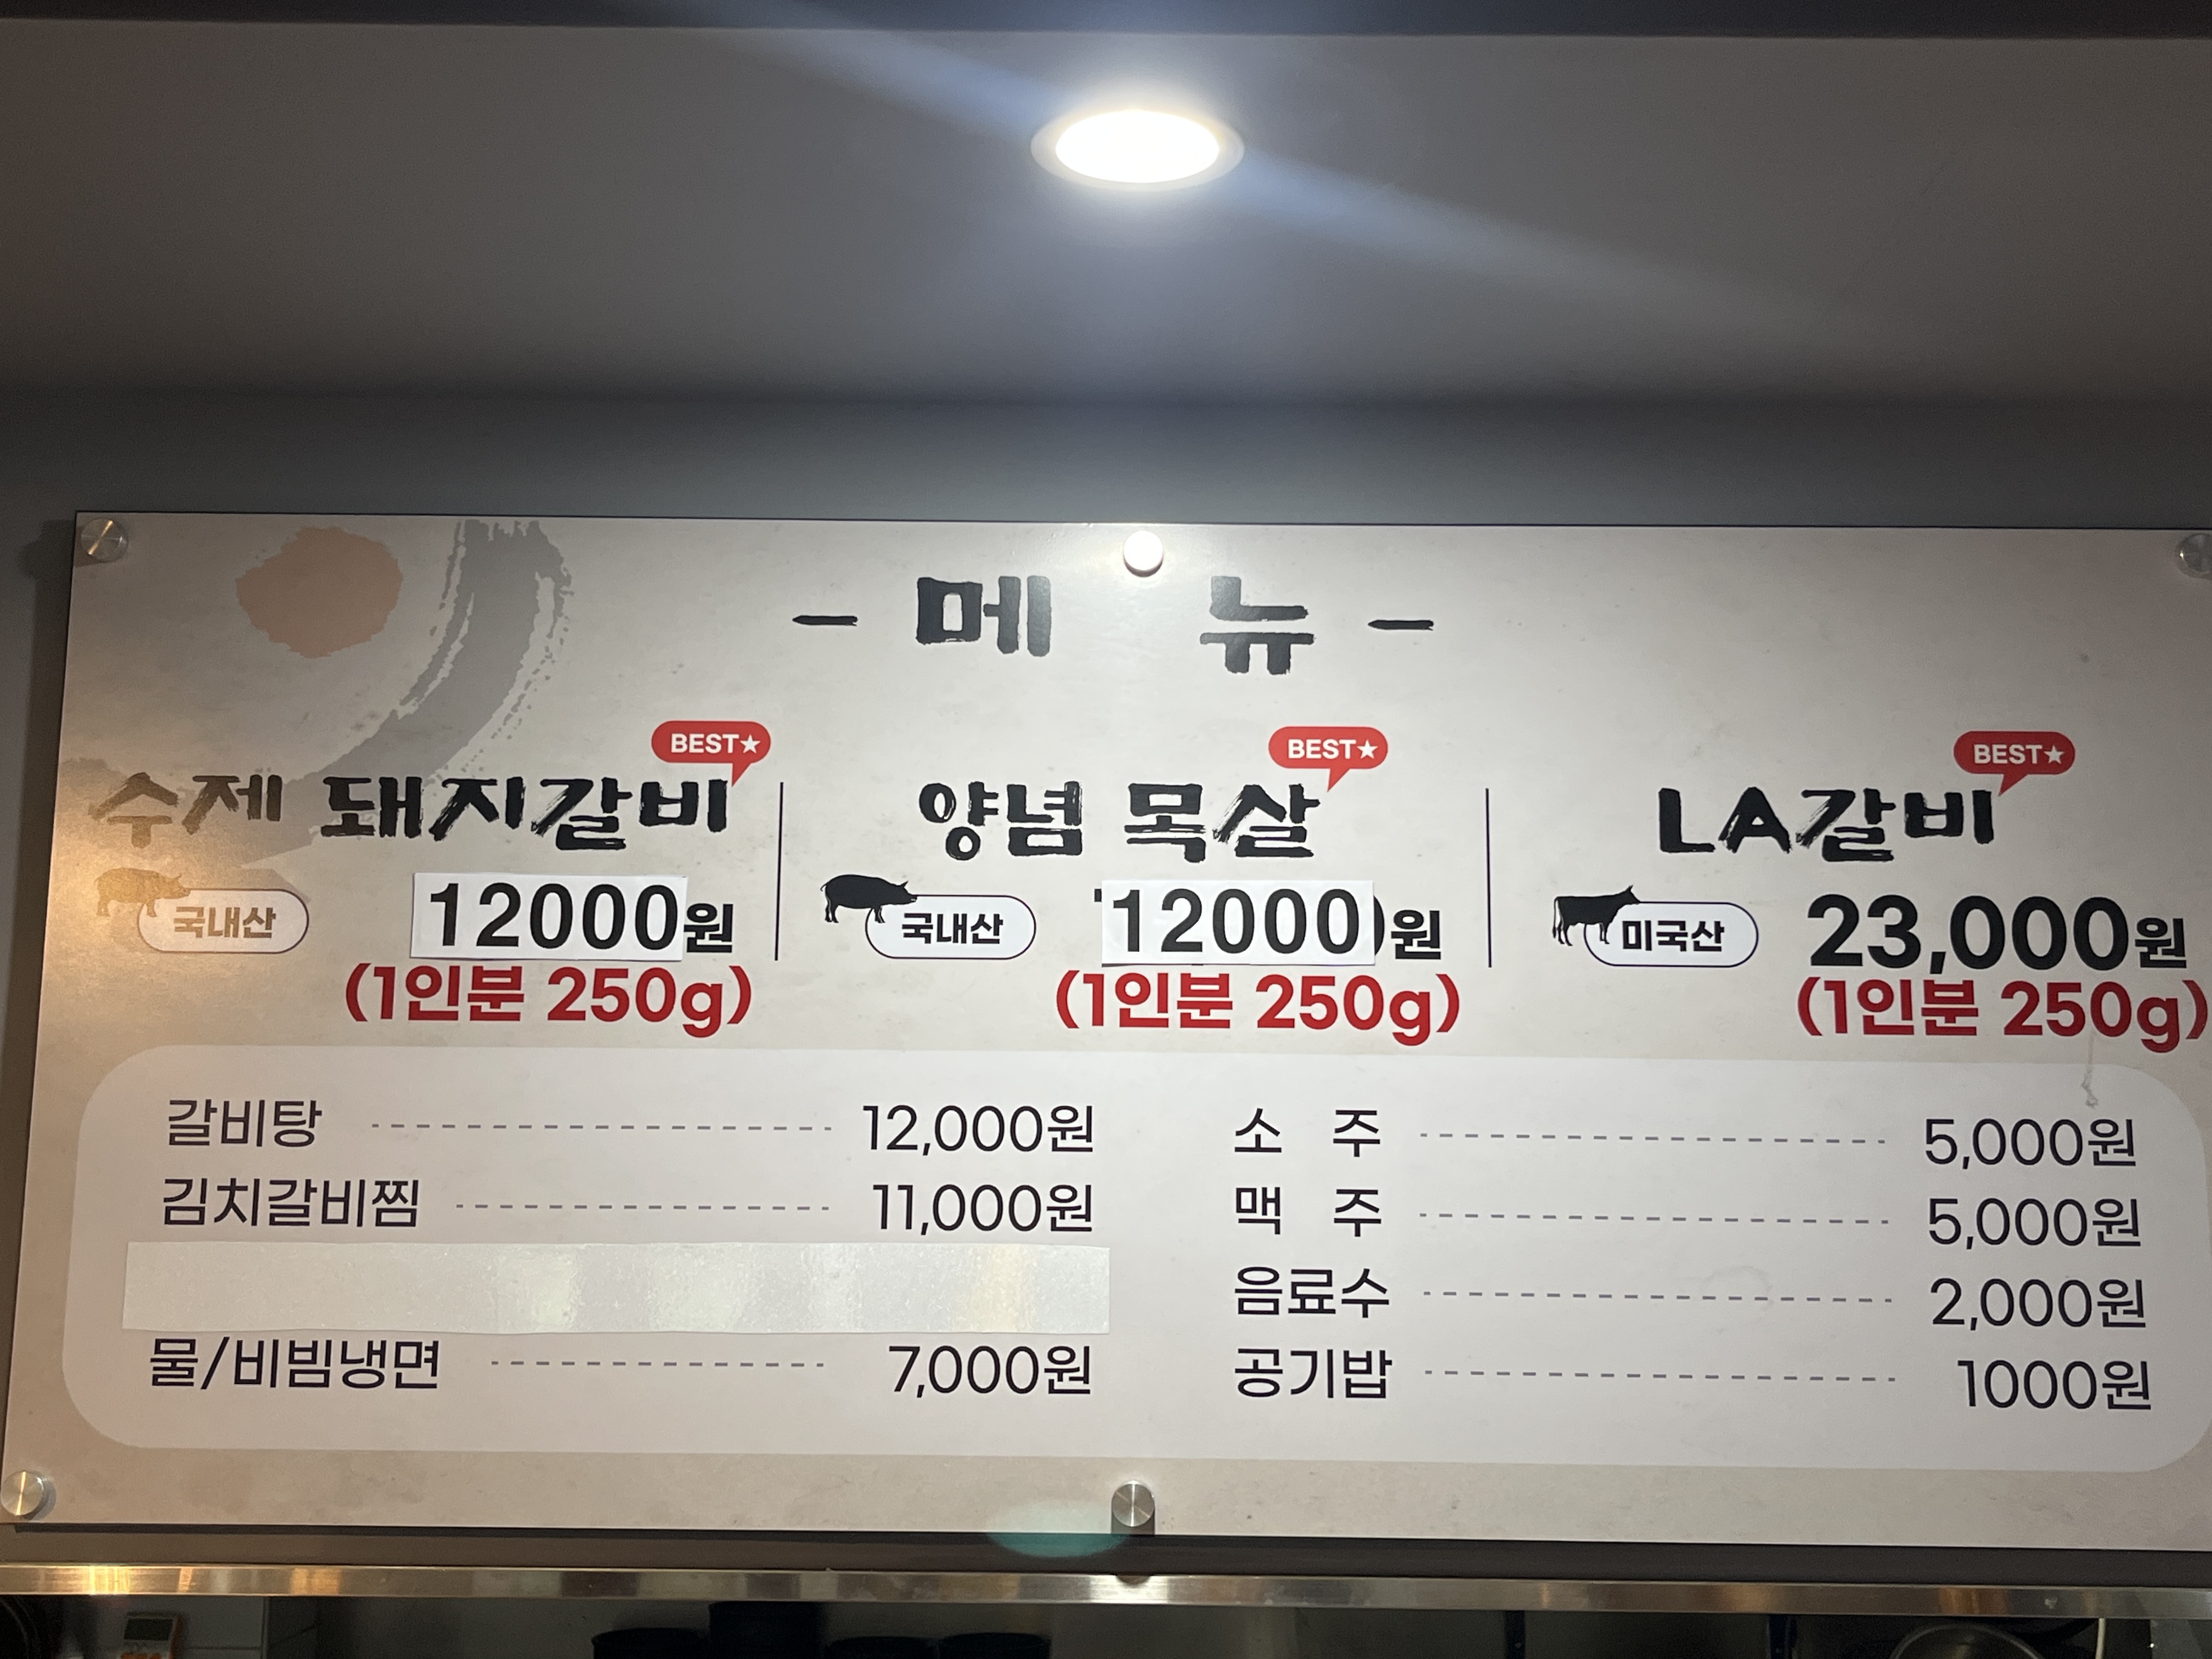 - 메 뉴 -
BEST★
수제 돼지갈비
국내산 12000원
(1인분 250g)
BEST★
양념 목살
국내산 12000원
(1인분 250g)
BEST★
LA갈비
미국산 23,000원
(1인분 250g)
갈비탕 12,000원
김치갈비찜 11,000원
물/비빔냉면 7,000원
소 주 5,000원
맥 주 5,000원
음료수 2,000원
공기밥 1000원